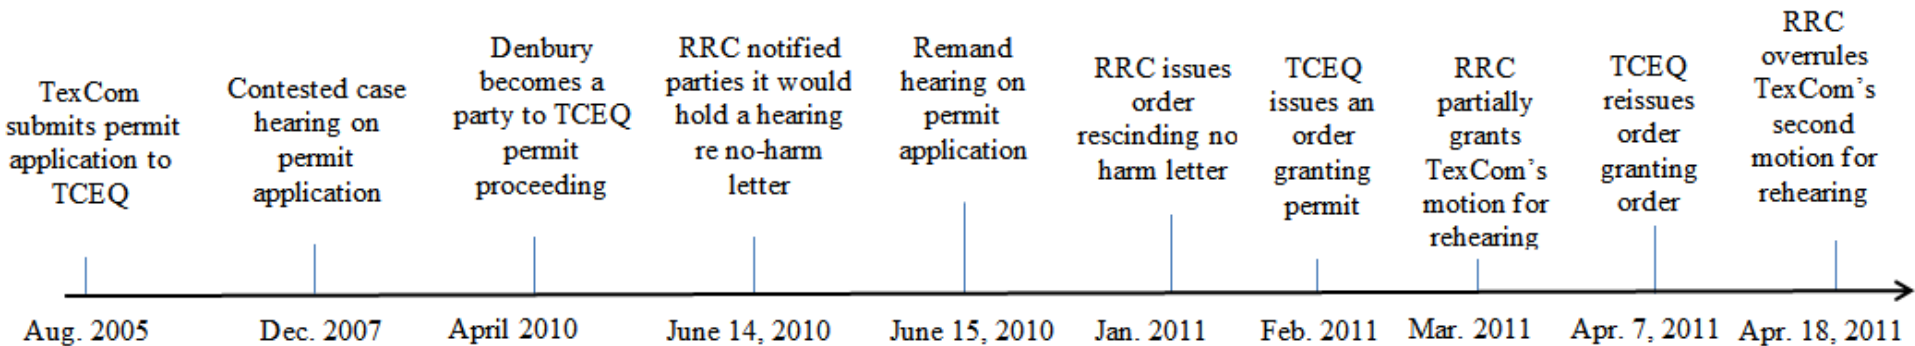 TexCom
submits permit
application to
TCEQ
Contested case
hearing on
permit
application
Denbury
becomes a
party to TCEQ
permit
proceeding
RRC notified
parties it would
hold a hearing
re no-harm
letter
Remand
hearing on
permit
application
RRC issues
order
rescinding no
harm letter
TCEQ
issues an
order
granting
permit
RRC
partially
grants
TexCom’s
motion for
rehearing
TCEQ
reissues
order
granting
order
RRC
overrules
TexCom’s
second
motion for
rehearing
Aug. 2005
Dec. 2007
April 2010
June 14, 2010
June 15, 2010
Jan. 2011
Feb. 2011
Mar. 2011
Apr. 7, 2011
Apr. 18, 2011